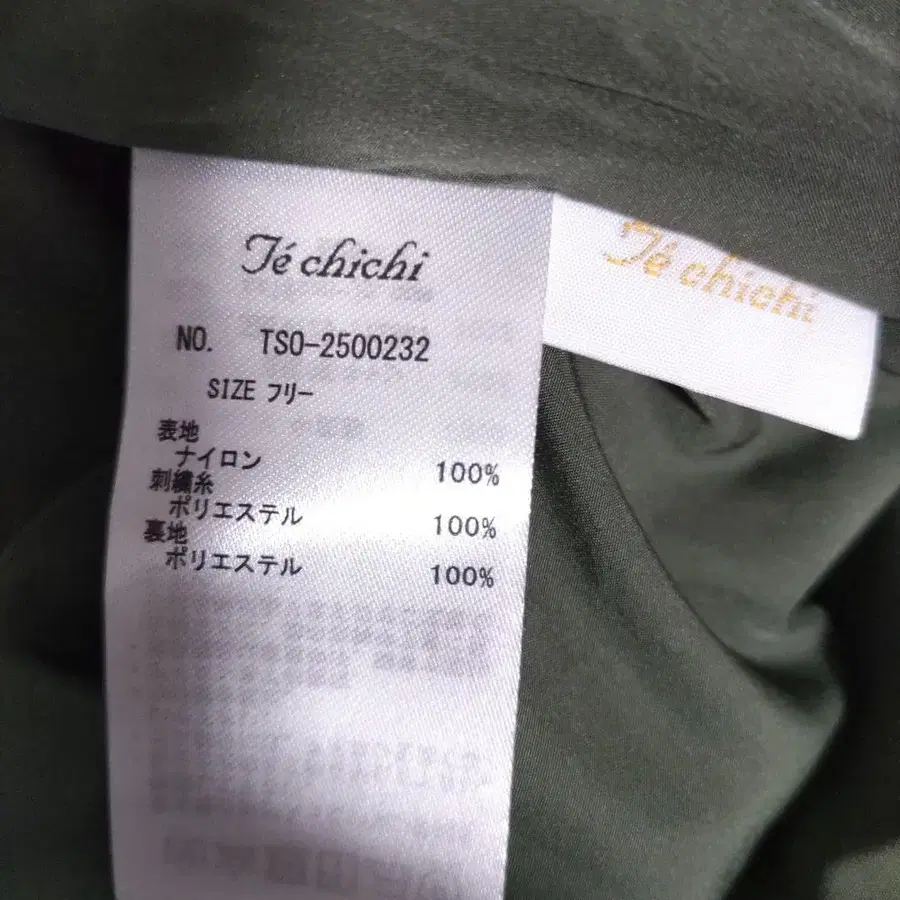 Té chichi
NO. TSO-2500232
SIZE フリー
表地
ナイロン 100%
刺繍糸
ポリエステル 100%
裏地
ポリエステル 100%
Té chichi